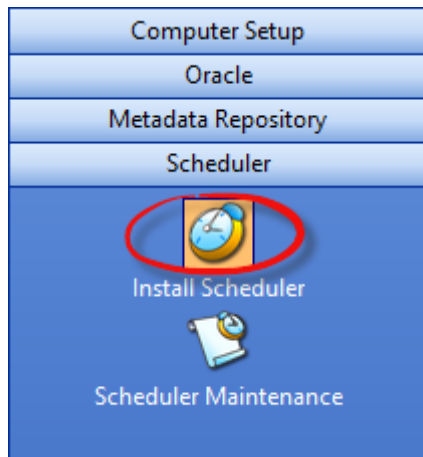 Computer Setup
Oracle
Metadata Repository
Scheduler
Install Scheduler
Scheduler Maintenance